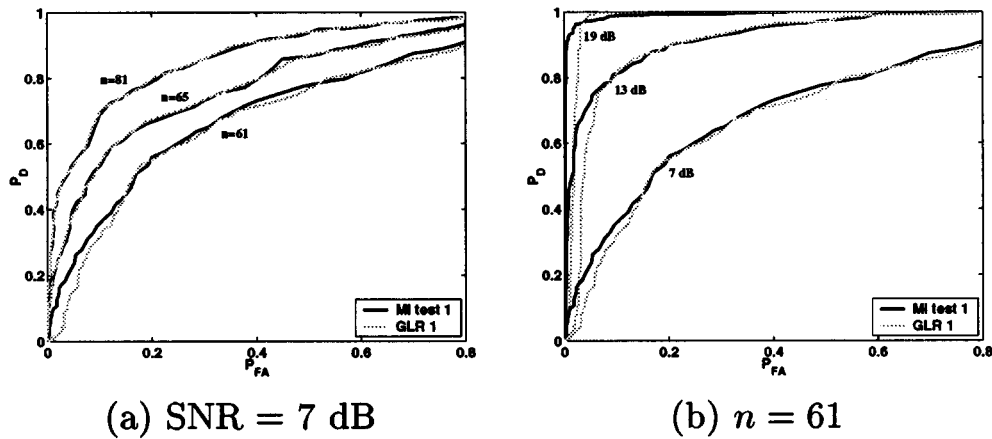 1
0.8
0.6
0.4
0.2
0
P_D
n=81
n=65
n=61
MI test 1
GLR 1
0 0.2 0.4 0.6 0.8
P_FA
(a) SNR = 7 dB
1
0.8
0.6
0.4
0.2
0
P_D
19 dB
13 dB
7 dB
MI test 1
GLR 1
0 0.2 0.4 0.6 0.8
P_FA
(b) n = 61